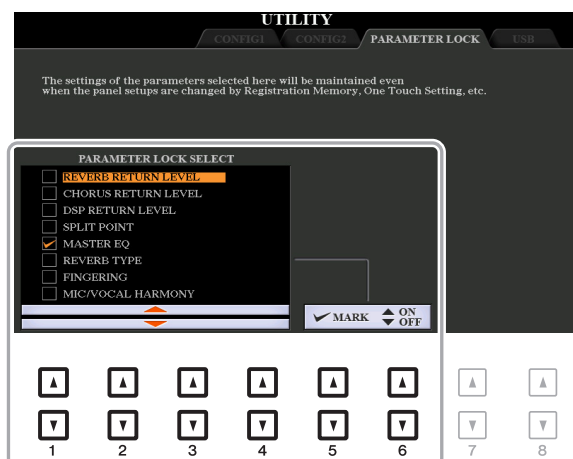 UTILITY
CONFIG1 CONFIG2 PARAMETER LOCK USB
The settings of the parameters selected here will be maintained even
when the panel setups are changed by Registration Memory, One Touch Setting, etc.
PARAMETER LOCK SELECT
REVERB RETURN LEVEL
CHORUS RETURN LEVEL
DSP RETURN LEVEL
SPLIT POINT
MASTER EQ
REVERB TYPE
FINGERING
MIC/VOCAL HARMONY
MARK ON
OFF
1 2 3 4 5 6 7 8